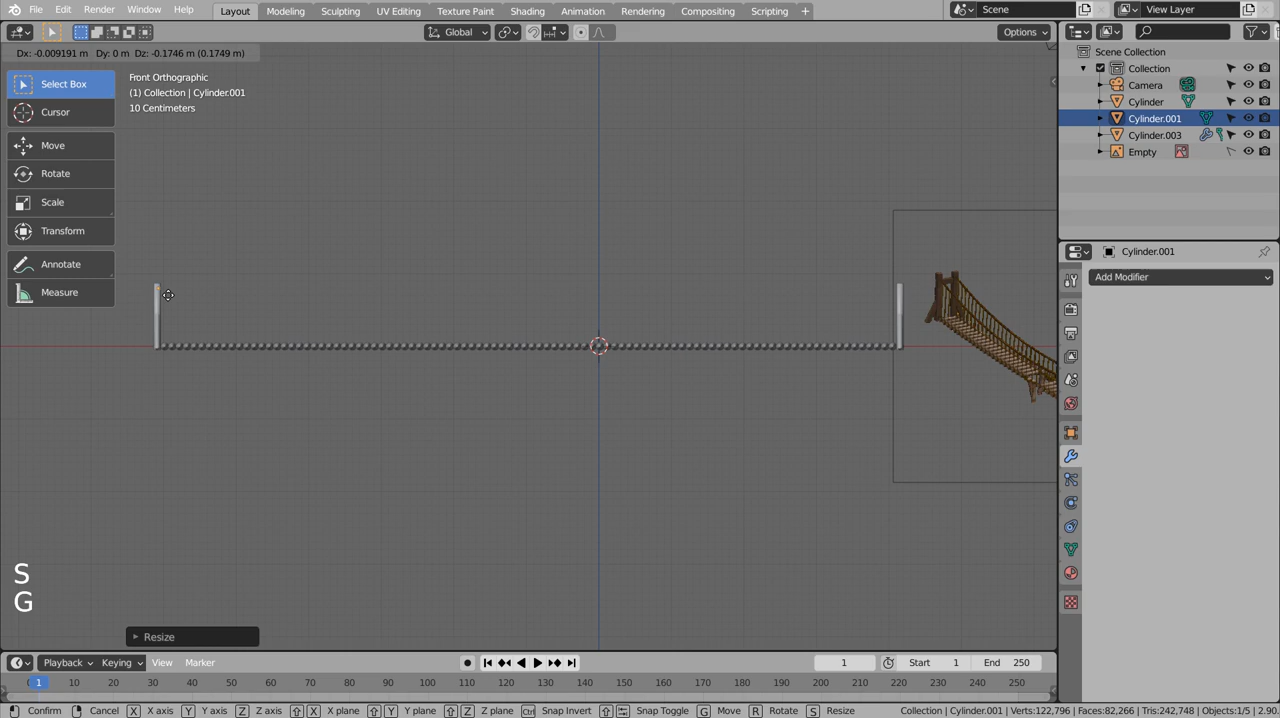 File Edit Render Window Help Layout Modeling Sculpting UV Editing Texture Paint Shading Animation Rendering Compositing Scripting + Scene View Layer
Global Options
Dx: -0.009191 m Dy: 0 m Dz: -0.1746 m (0.1749 m)
Select Box
Cursor
Move
Rotate
Scale
Transform
Annotate
Measure
Front Orthographic
(1) Collection | Cylinder.001
10 Centimeters
S
G
Resize
Scene Collection
Collection
Camera
Cylinder
Cylinder.001
Cylinder.003
Empty
Cylinder.001
Add Modifier
Playback Keying View Marker 1 Start 1 End 250
1 10 20 30 40 50 60 70 80 90 100 110 120 130 140 150 160 170 180 190 200 210 220 230 240 250
Confirm Cancel X X axis Y Y axis Z Z axis X X plane Y Y plane Z Z plane Ctrl Snap Invert Snap Toggle G Move R Rotate S Resize Collection | Cylinder.001 | Verts:122,796 | Faces:82,266 | Tris:242,748 | Objects:1/5 | 2.90.